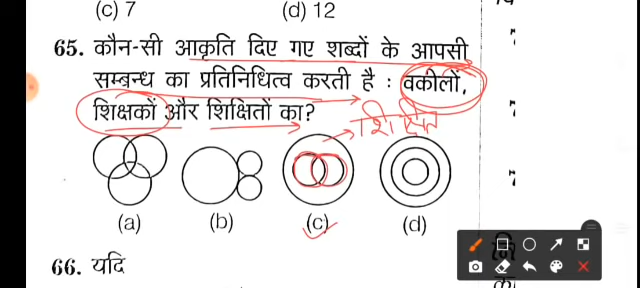 (c) 7 (d) 12
65. कौन-सी आकृति दिए गए शब्दों के आपसी
सम्बन्ध का प्रतिनिधित्व करती है : वकीलों,
शिक्षकों और शिक्षितों का?
शिक्षित
(a) (b) (c) (d)
66. यदि